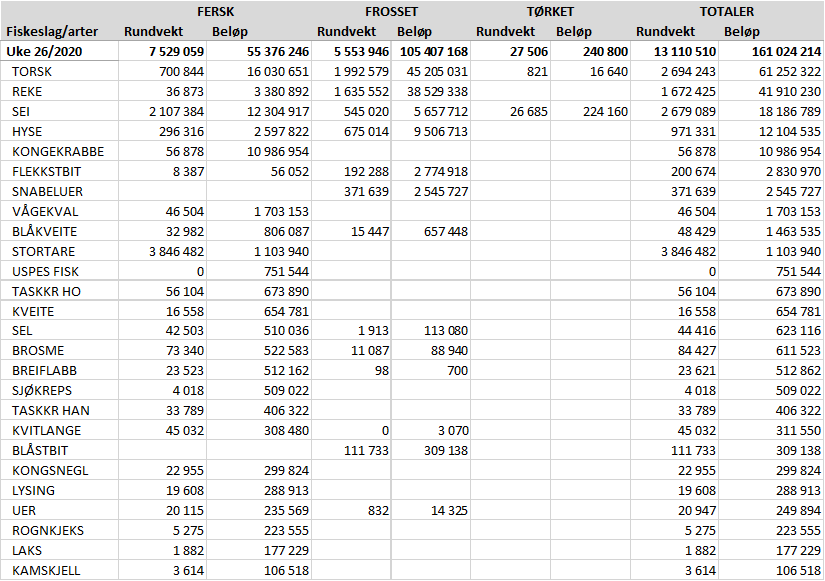 FERSK FROSSET TØRKET TOTALER
Fiskeslag/arter Rundvekt Beløp Rundvekt Beløp Rundvekt Beløp Rundvekt Beløp
Uke 26/2020 7 529 059 55 376 246 5 553 946 105 407 168 27 506 240 800 13 110 510 161 024 214
TORSK 700 844 16 030 651 1 992 579 45 205 031 821 16 640 2 694 243 61 252 322
REKE 36 873 3 380 892 1 635 552 38 529 338 1 672 425 41 910 230
SEI 2 107 384 12 304 917 545 020 5 657 712 26 685 224 160 2 679 089 18 186 789
HYSE 296 316 2 597 822 675 014 9 506 713 971 331 12 104 535
KONGEKRABBE 56 878 10 986 954 56 878 10 986 954
FLEKKSTBIT 8 387 56 052 192 288 2 774 918 200 674 2 830 970
SNABELUER 371 639 2 545 727 371 639 2 545 727
VÅGEKVAL 46 504 1 703 153 46 504 1 703 153
BLÅKVEITE 32 982 806 087 15 447 657 448 48 429 1 463 535
STORTARE 3 846 482 1 103 940 3 846 482 1 103 940
USPES FISK 0 751 544 0 751 544
TASKKR HO 56 104 673 890 56 104 673 890
KVEITE 16 558 654 781 16 558 654 781
SEL 42 503 510 036 1 913 113 080 44 416 623 116
BROSME 73 340 522 583 11 087 88 940 84 427 611 523
BREIFLABB 23 523 512 162 98 700 23 621 512 862
SJØKREPS 4 018 509 022 4 018 509 022
TASKKR HAN 33 789 406 322 33 789 406 322
KVITLANGE 45 032 308 480 0 3 070 45 032 311 550
BLÅSTBIT 111 733 309 138 111 733 309 138
KONGSNEGL 22 955 299 824 22 955 299 824
LYSING 19 608 288 913 19 608 288 913
UER 20 115 235 569 832 14 325 20 947 249 894
ROGNKJEKS 5 275 223 555 5 275 223 555
LAKS 1 882 177 229 1 882 177 229
KAMSKJELL 3 614 106 518 3 614 106 518